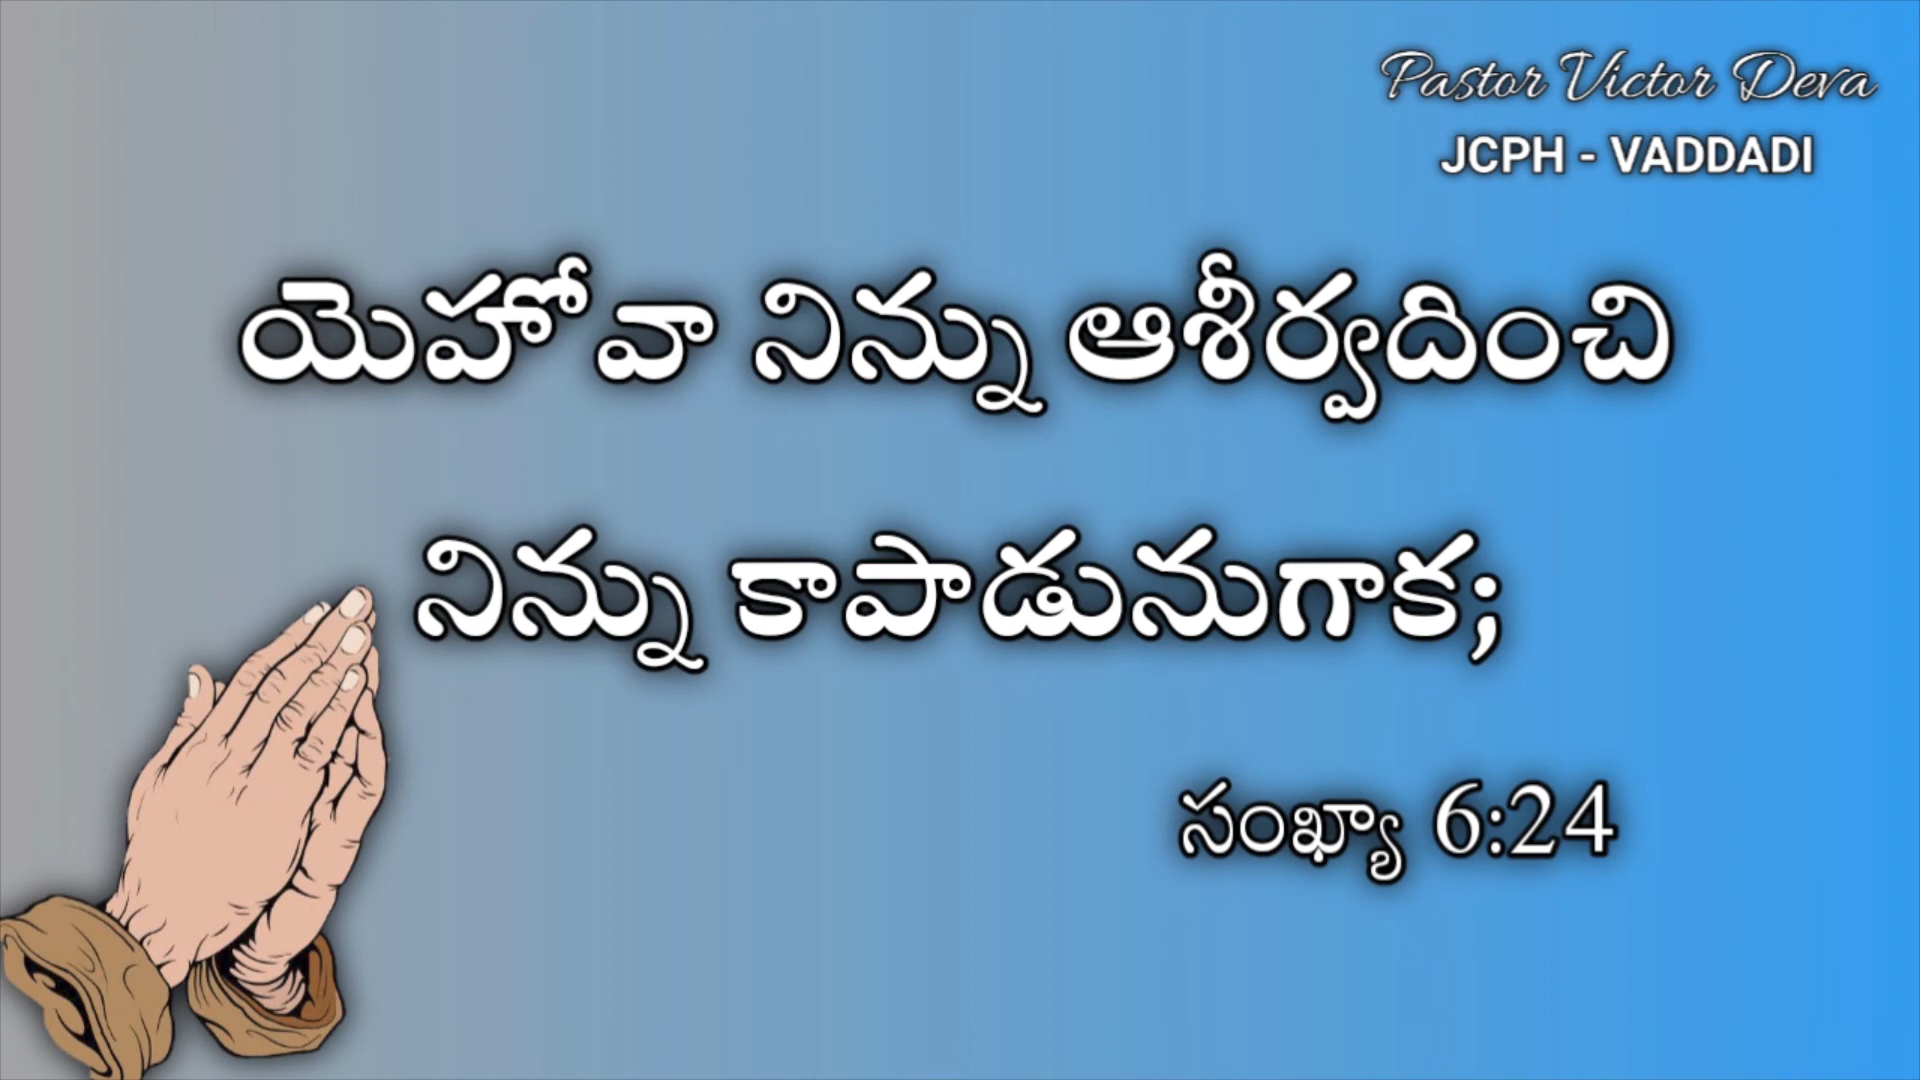 Pastor Victor Deva
JCPH - VADDADI
యెహోవా నిన్ను ఆశీర్వదించి
నిన్ను కాపాడునుగాక;
సంఖ్యా 6:24